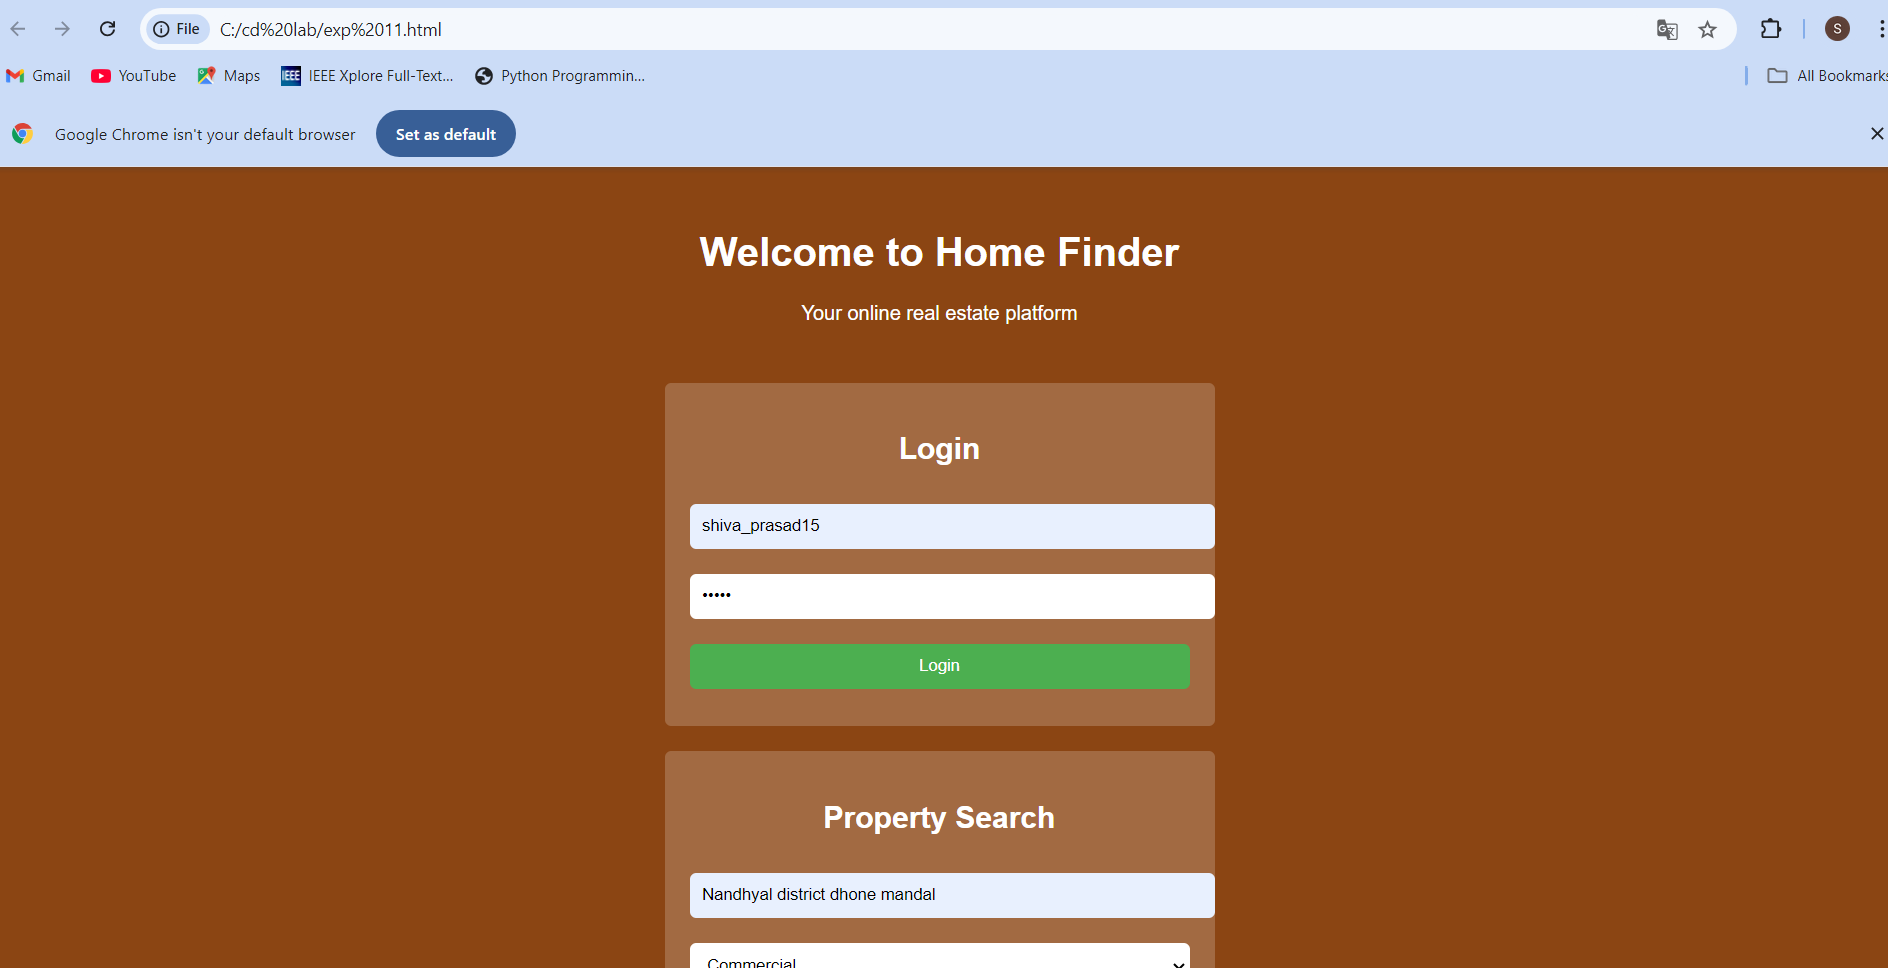 File C:/cd%20lab/exp%2011.html S
Gmail YouTube Maps IEEE IEEE Xplore Full-Text... Python Programmin... All Bookmarks
Google Chrome isn't your default browser Set as default
Welcome to Home Finder
Your online real estate platform
Login
shiva_prasad15
•••••
Login
Property Search
Nandhyal district dhone mandal
Commercial